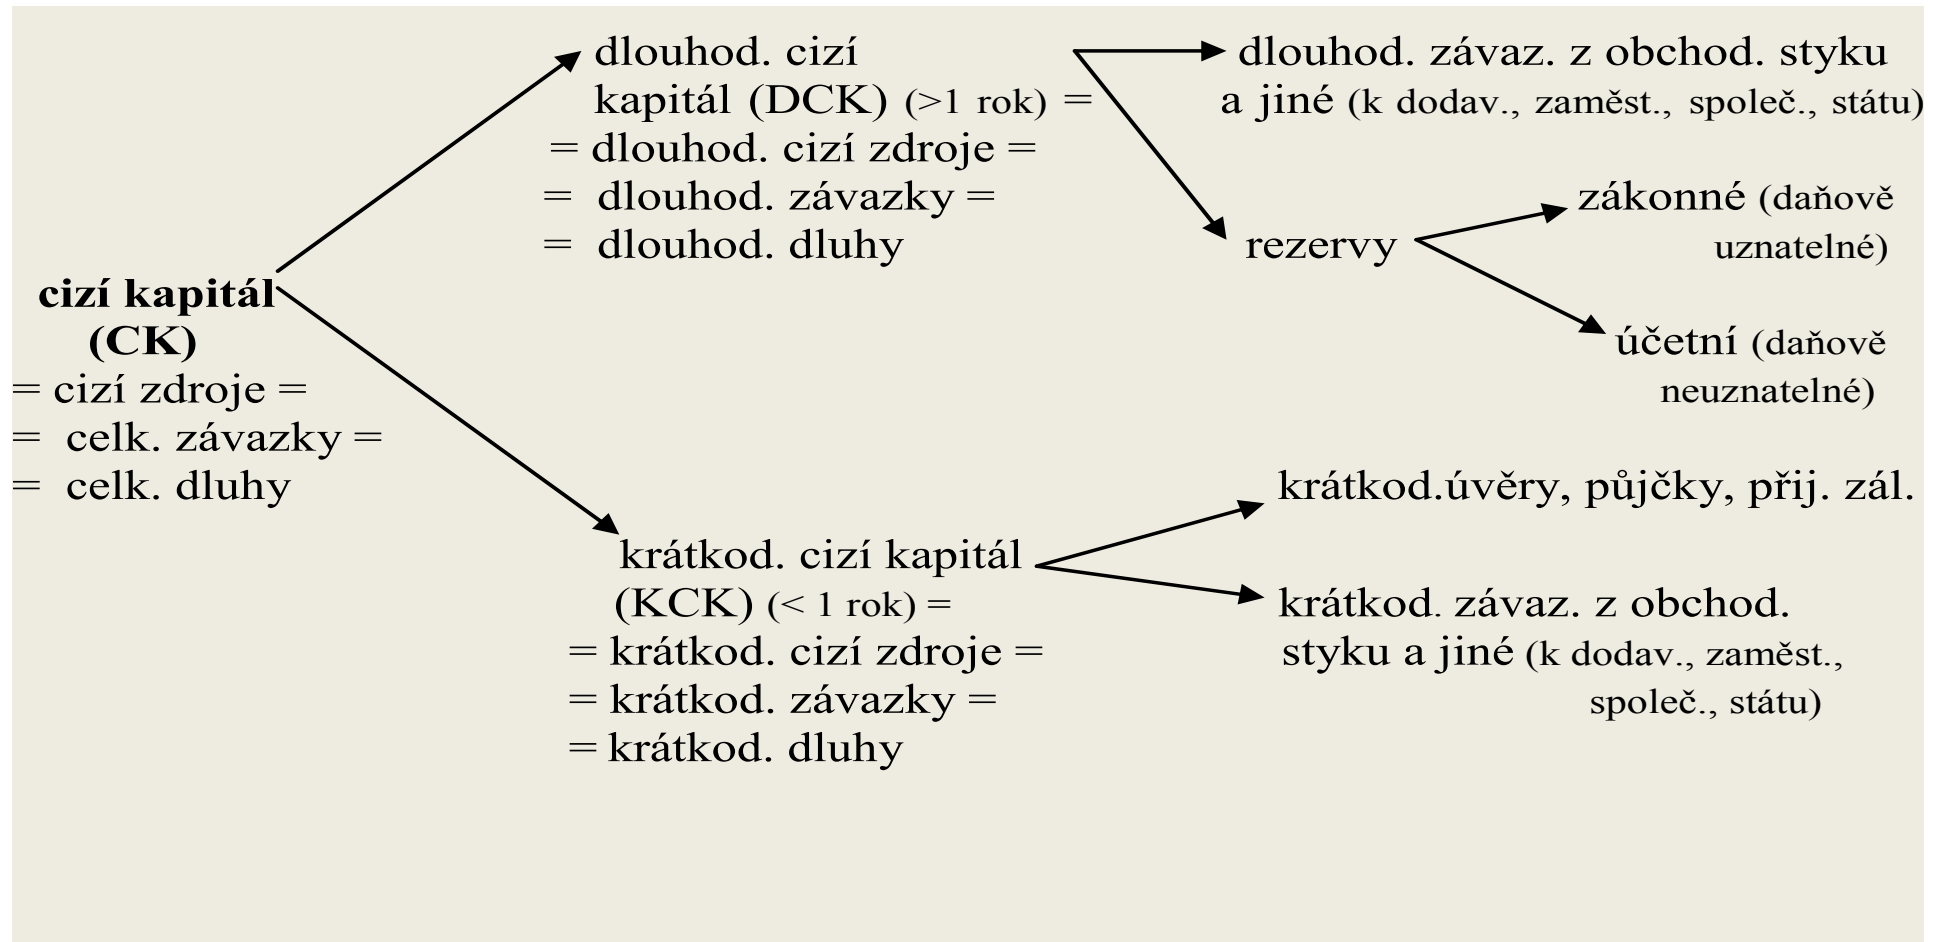 dlouhod. cizí
kapitál (DCK) (>1 rok) =
= dlouhod. cizí zdroje =
= dlouhod. závazky =
= dlouhod. dluhy
dlouhod. závaz. z obchod. styku
a jiné (k dodav., zaměst., společ., státu)
rezervy
zákonné (daňově
uznatelné)
účetní (daňově
neuznatelné)
cizí kapitál
(CK)
= cizí zdroje =
= celk. závazky =
= celk. dluhy
krátkod. cizí kapitál
(KCK) (< 1 rok) =
= krátkod. cizí zdroje =
= krátkod. závazky =
= krátkod. dluhy
krátkod.úvěry, půjčky, přij. zál.
krátkod. závaz. z obchod.
styku a jiné (k dodav., zaměst.,
společ., státu)